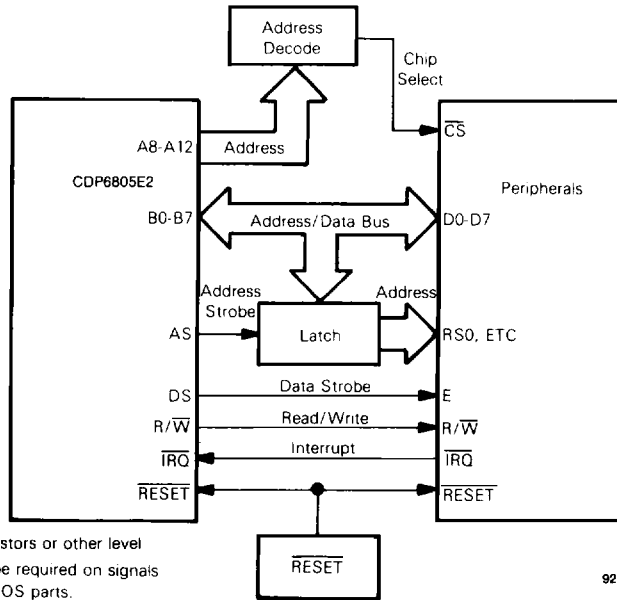 Address
Decode
Chip
Select
A8-A12
Address
CS
CDP6805E2
Peripherals
B0-B7
Address/Data Bus
D0-D7
Address
Strobe
Address
AS
Latch
RS0, ETC
DS
Data Strobe
E
R/W
Read/Write
R/W
IRQ
Interrupt
IRQ
RESET
RESET
RESET
stors or other level
be required on signals
OS parts.
92